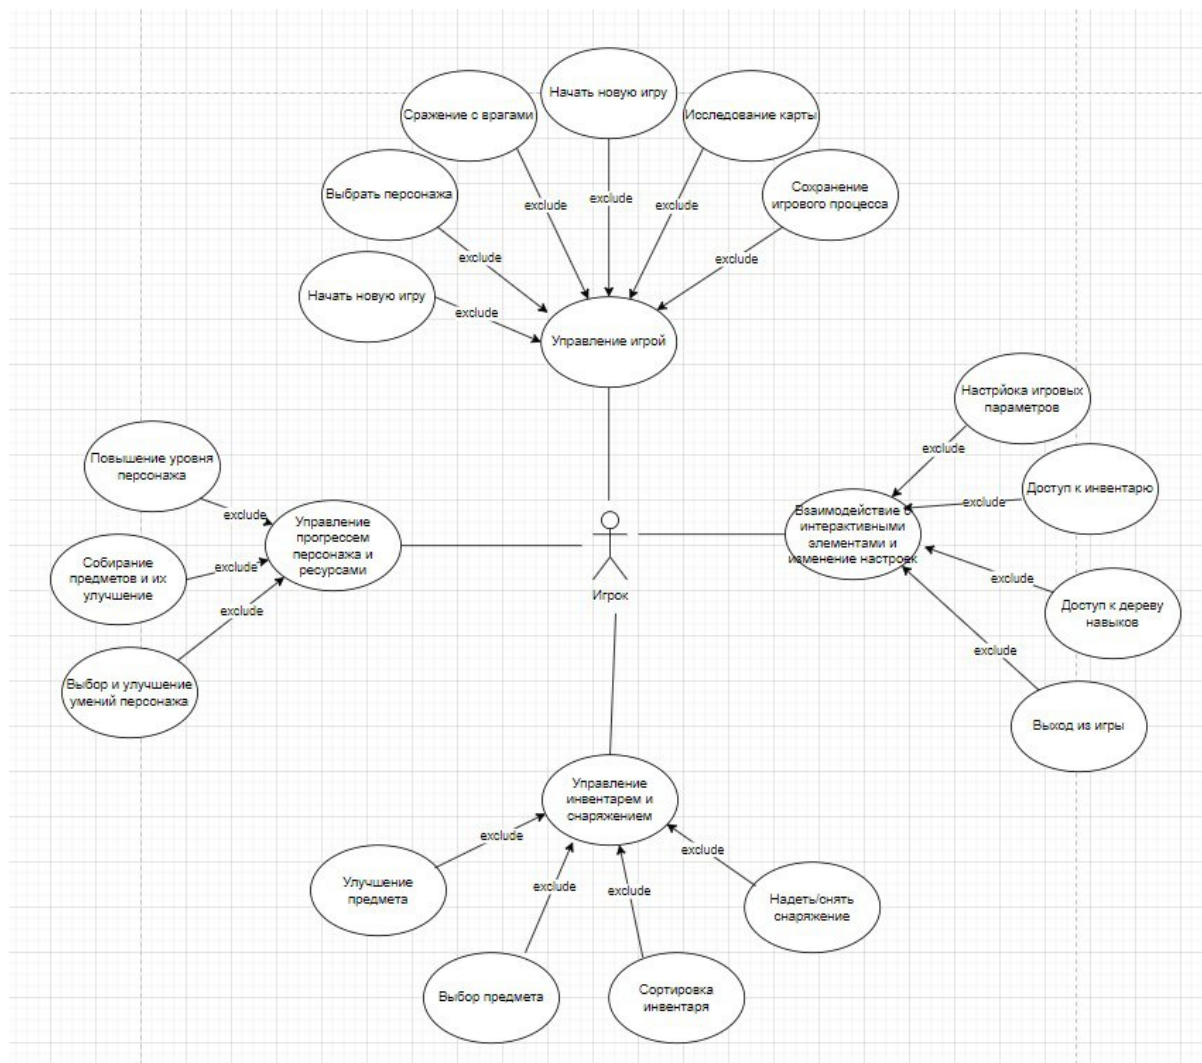 Начать новую игру
Сражение с врагами
Исследование карты
Выбрать персонажа
Сохранение
игрового процесса
exclude
exclude
exclude
exclude
exclude
Начать новую игру
exclude
Управление игрой
Настрйока игровых
параметров
exclude
Повышение уровня
персонажа
Доступ к инвентарю
exclude
exclude
Управление
прогрессем
персонажа и
ресурсами
Взаимодействие с
интерактивными
элементами и
изменение настроек
Собирание
предметов и их
улучшение
exclude
exclude
Игрок
exclude
Доступ к дереву
навыков
exclude
Выбор и улучшение
умений персонажа
Выход из игры
Управление
инвентарем и
снаряжением
exclude
exclude
Улучшение
предмета
exclude
exclude
Надеть/снять
снаряжение
Выбор предмета
Сортировка
инвентаря